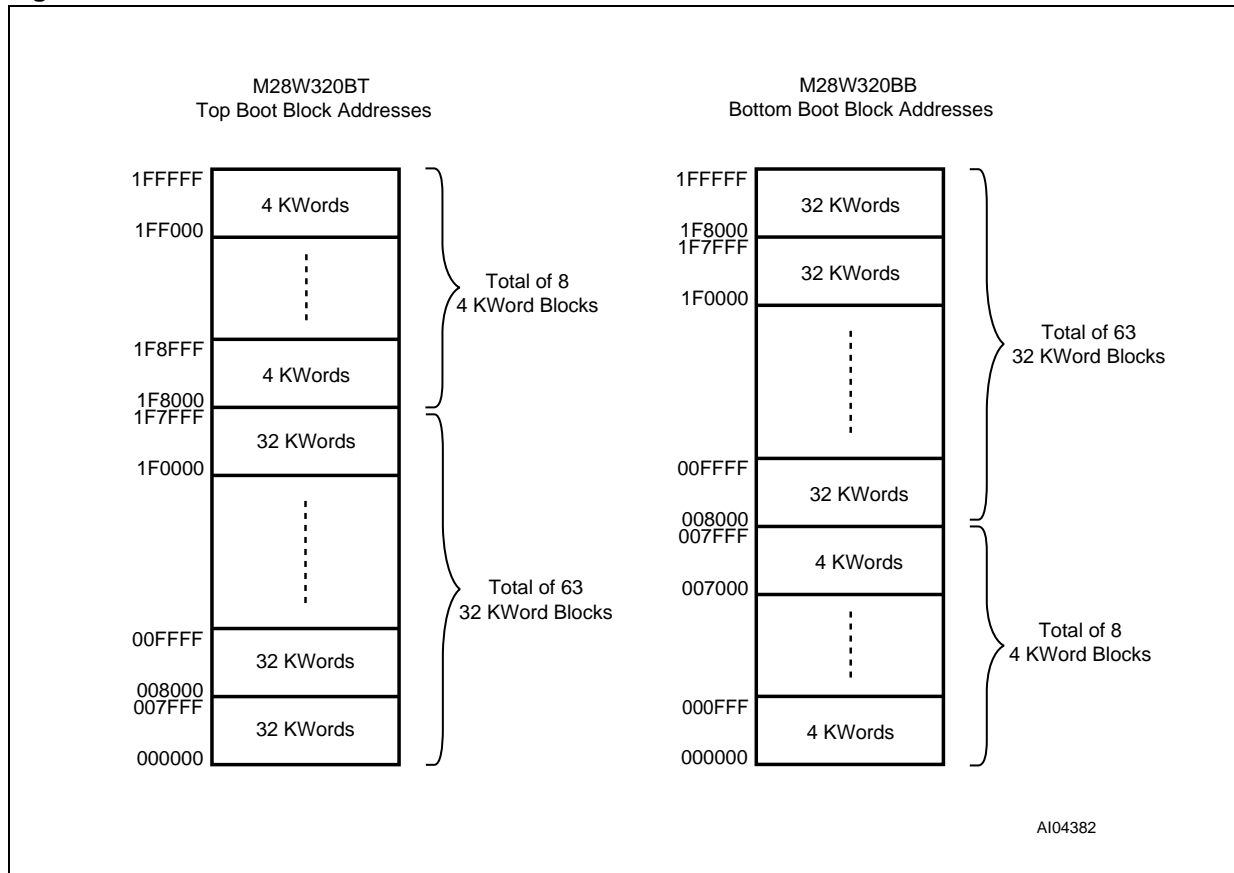 M28W320BT
Top Boot Block Addresses
1FFFFF
4 KWords
1FF000
Total of 8
4 KWord Blocks
1F8FFF
4 KWords
1F8000
1F7FFF
32 KWords
1F0000
Total of 63
32 KWord Blocks
00FFFF
32 KWords
008000
007FFF
32 KWords
000000
M28W320BB
Bottom Boot Block Addresses
1FFFFF
32 KWords
1F8000
1F7FFF
32 KWords
1F0000
Total of 63
32 KWord Blocks
00FFFF
32 KWords
008000
007FFF
4 KWords
007000
Total of 8
4 KWord Blocks
000FFF
4 KWords
000000
AI04382